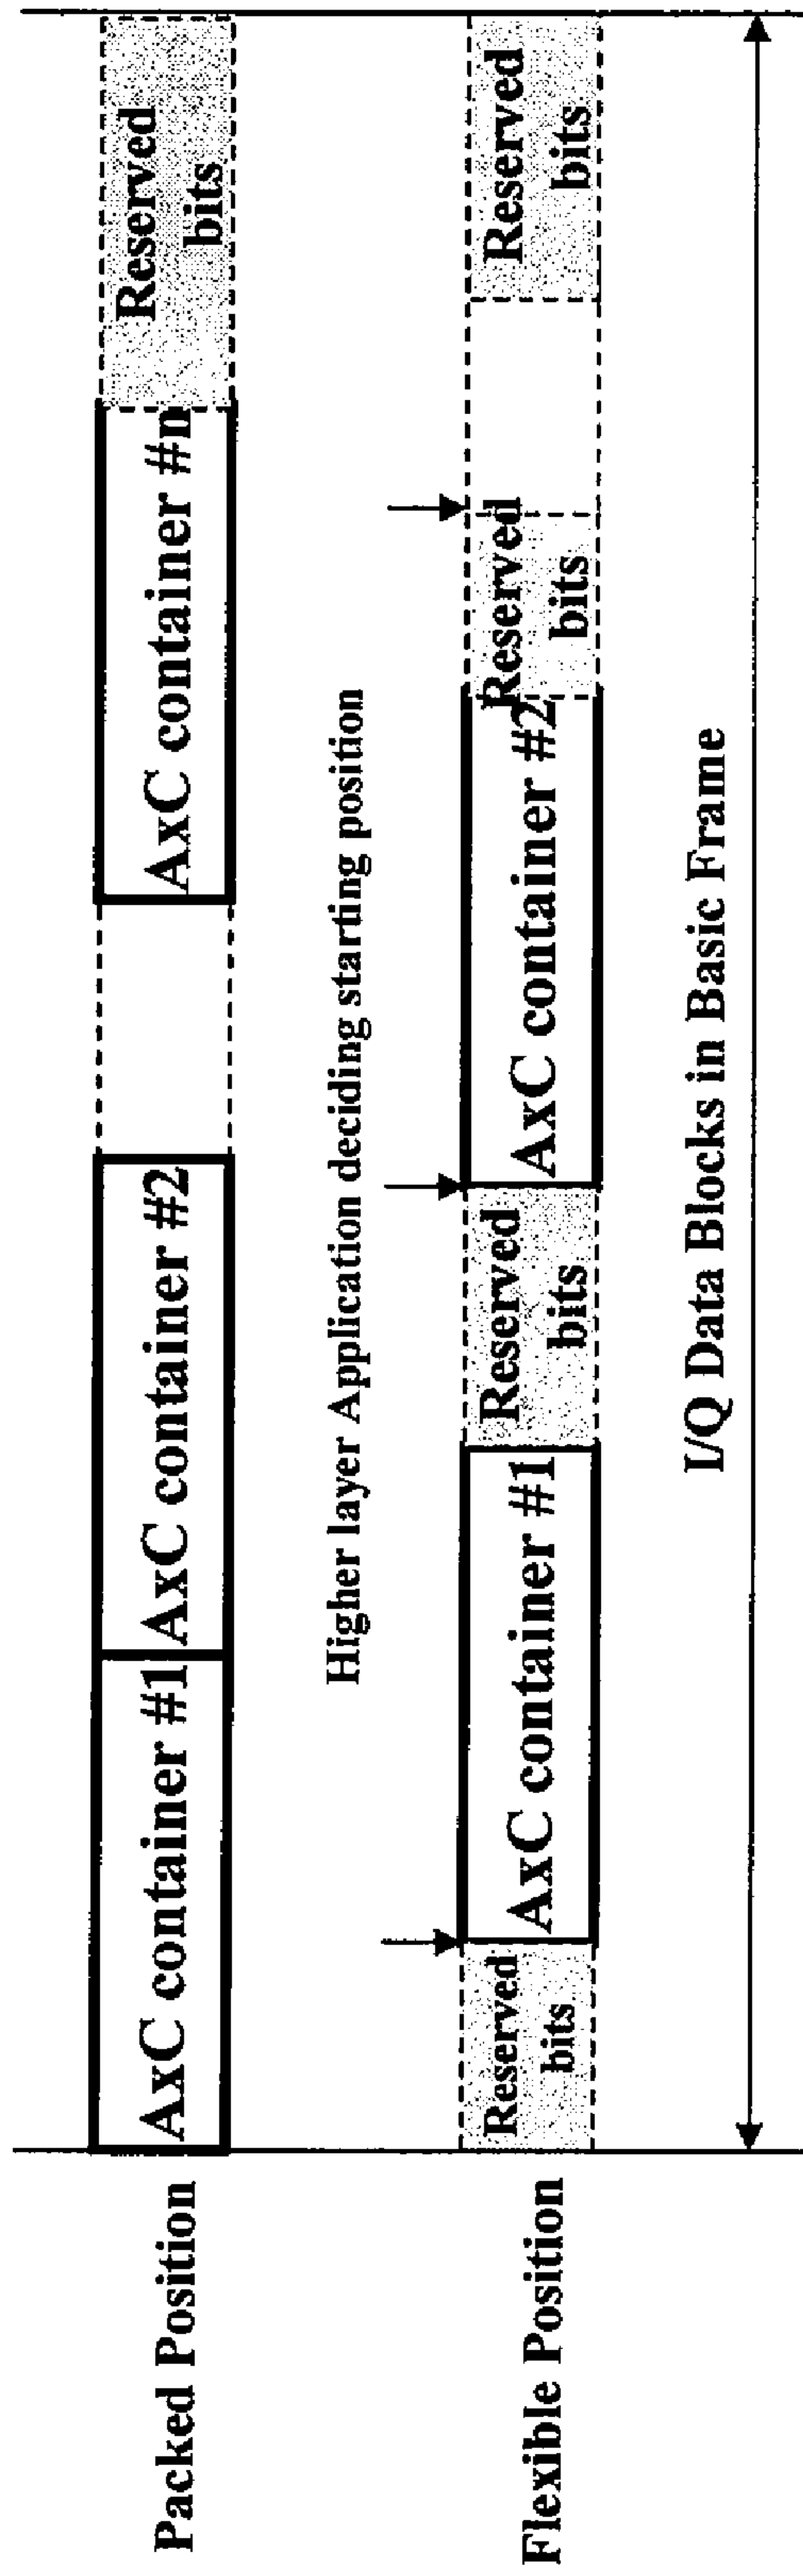 Packed Position
AxC container #1
AxC container #2
AxC container #n
Reserved
bits
Higher layer Application deciding starting position
Flexible Position
Reserved
bits
AxC container #1
Reserved
bits
AxC container #2
Reserved
bits
Reserved
bits
I/Q Data Blocks in Basic Frame